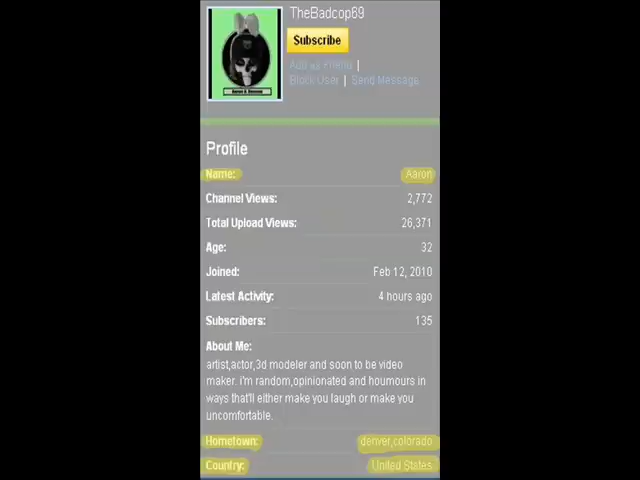 TheBadcop69
Subscribe
Add as Friend |
Block User | Send Message
Profile
Name: Aaron
Channel Views: 2,772
Total Upload Views: 26,371
Age: 32
Joined: Feb 12, 2010
Latest Activity: 4 hours ago
Subscribers: 135
About Me:
artist,actor,3d modeler and soon to be video
maker. i'm random,opinionated and houmours in
ways that'll either make you laugh or make you
uncomfortable.
Hometown: denver,colorado
Country: United States